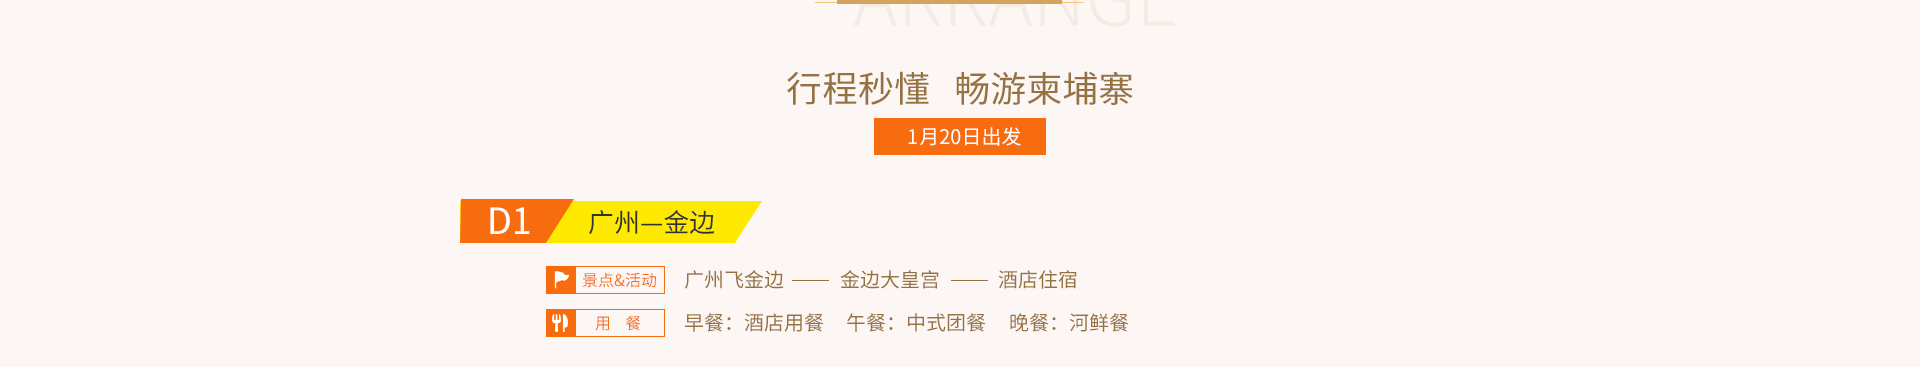 ARRANGE
行程秒懂 畅游柬埔寨
1月20日出发
D1 广州—金边
景点&活动 广州飞金边 —— 金边大皇宫 —— 酒店住宿
用 餐 早餐：酒店用餐 午餐：中式团餐 晚餐：河鲜餐